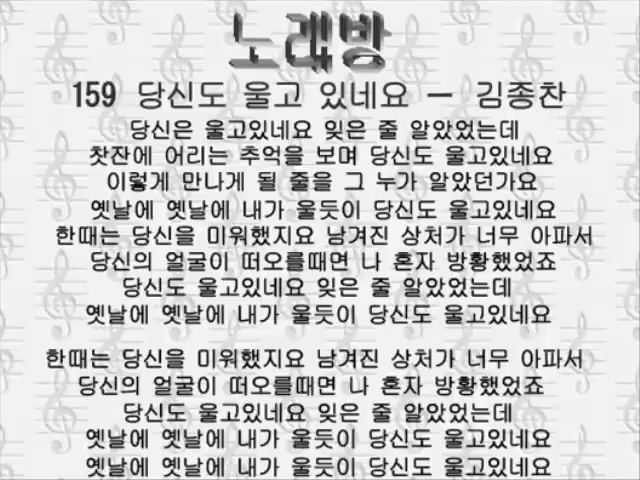 노래방
159 당신도 울고 있네요 - 김종찬
당신은 울고있네요 잊은 줄 알았었는데
찻잔에 어리는 추억을 보며 당신도 울고있네요
이렇게 만나게 될 줄을 그 누가 알았던가요
옛날에 옛날에 내가 울듯이 당신도 울고있네요
한때는 당신을 미워했지요 남겨진 상처가 너무 아파서
당신의 얼굴이 떠오를때면 나 혼자 방황했었죠
당신도 울고있네요 잊은 줄 알았었는데
옛날에 옛날에 내가 울듯이 당신도 울고있네요
한때는 당신을 미워했지요 남겨진 상처가 너무 아파서
당신의 얼굴이 떠오를때면 나 혼자 방황했었죠
당신도 울고있네요 잊은 줄 알았었는데
옛날에 옛날에 내가 울듯이 당신도 울고있네요
옛날에 옛날에 내가 울듯이 당신도 울고있네요